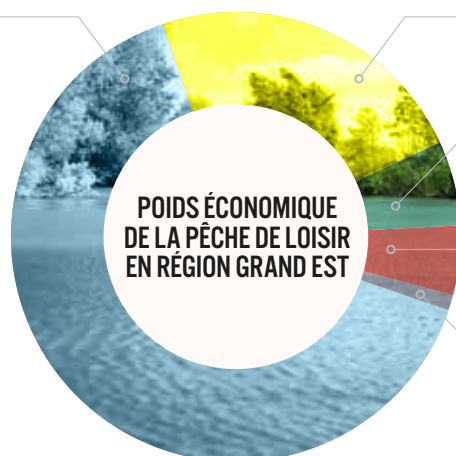 POIDS ÉCONOMIQUE
DE LA PÊCHE DE LOISIR
EN RÉGION GRAND EST